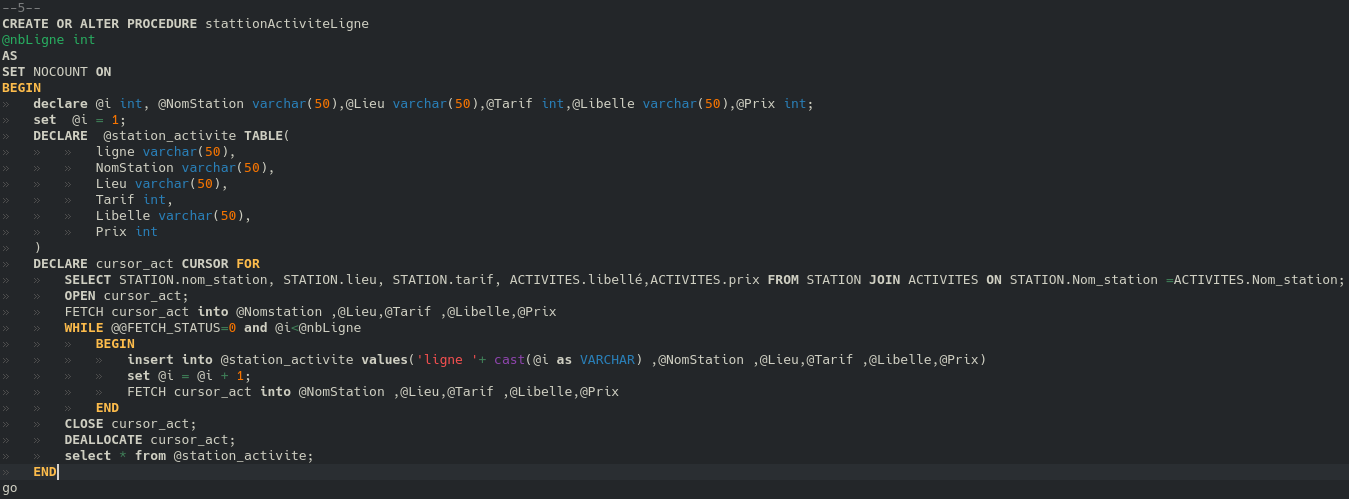 --5--
CREATE OR ALTER PROCEDURE stattionActiviteLigne
@nbLigne int
AS
SET NOCOUNT ON
BEGIN
» declare @i int, @NomStation varchar(50),@Lieu varchar(50),@Tarif int,@Libelle varchar(50),@Prix int;
» set  @i = 1;
» DECLARE  @station_activite TABLE(
» » » ligne varchar(50),
» » » NomStation varchar(50),
» » » Lieu varchar(50),
» » » Tarif int,
» » » Libelle varchar(50),
» » » Prix int
» )
» DECLARE cursor_act CURSOR FOR
» » SELECT STATION.nom_station, STATION.lieu, STATION.tarif, ACTIVITES.libellé,ACTIVITES.prix FROM STATION JOIN ACTIVITES ON STATION.Nom_station =ACTIVITES.Nom_station;
» » OPEN cursor_act;
» » FETCH cursor_act into @Nomstation ,@Lieu,@Tarif ,@Libelle,@Prix
» » WHILE @@FETCH_STATUS=0 and @i<@nbLigne
» » » BEGIN
» » » » insert into @station_activite values('ligne '+ cast(@i as VARCHAR) ,@NomStation ,@Lieu,@Tarif ,@Libelle,@Prix)
» » » » set @i = @i + 1;
» » » » FETCH cursor_act into @NomStation ,@Lieu,@Tarif ,@Libelle,@Prix
» » » END
» » CLOSE cursor_act;
» » DEALLOCATE cursor_act;
» » select * from @station_activite;
» END
go